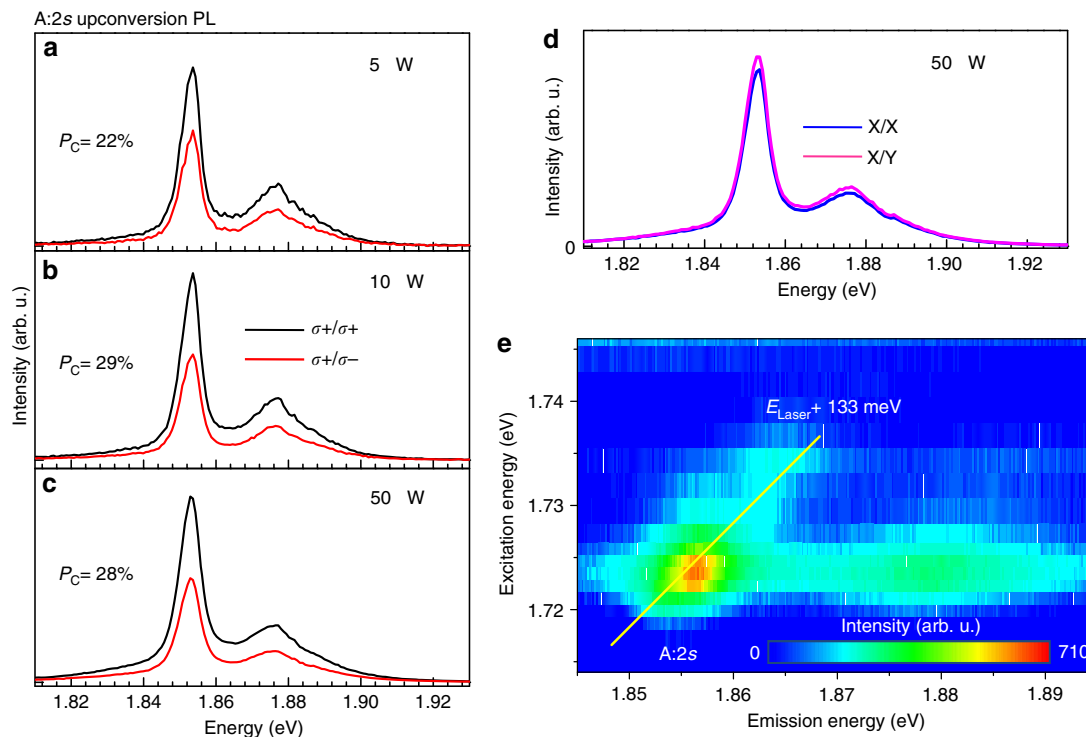 A:2s upconversion PL
a
5 W
P_C= 22%
b
10 W
σ+/σ+
σ+/σ−
P_C= 29%
c
50 W
P_C= 28%
Intensity (arb. u.)
1.82 1.84 1.86 1.88 1.90 1.92
Energy (eV)
d
50 W
X/X
X/Y
Intensity (arb. u.)
0
1.82 1.84 1.86 1.88 1.90 1.92
Energy (eV)
e
E_Laser+ 133 meV
Excitation energy (eV)
1.74
1.73
1.72
Intensity (arb. u.)
A:2s
0 710
1.85 1.86 1.87 1.88 1.89
Emission energy (eV)